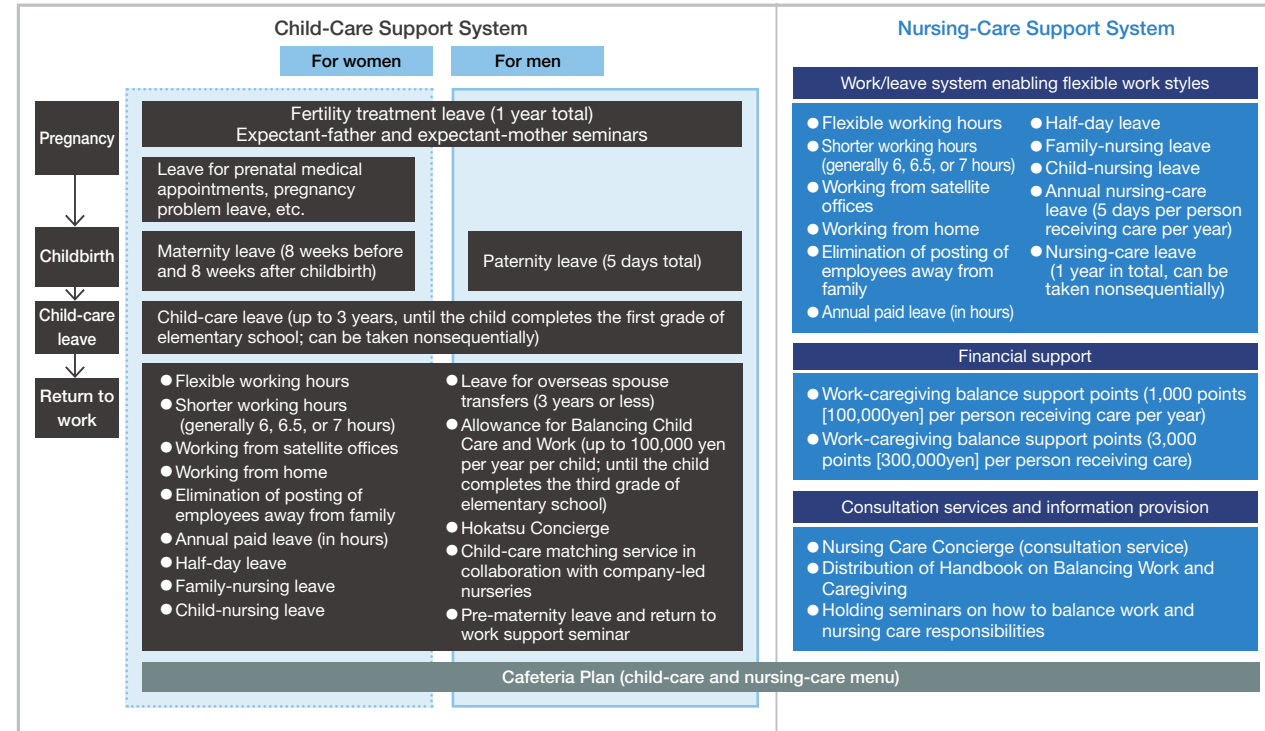 Child-Care Support System
For women
For men
Pregnancy
Fertility treatment leave (1 year total)
Expectant-father and expectant-mother seminars
Leave for prenatal medical
appointments, pregnancy
problem leave, etc.
Childbirth
Maternity leave (8 weeks before
and 8 weeks after childbirth)
Paternity leave (5 days total)
Child-care
leave
Child-care leave (up to 3 years, until the child completes the first grade of
elementary school; can be taken nonsequentially)
Return to
work
● Flexible working hours
● Shorter working hours
(generally 6, 6.5, or 7 hours)
● Working from satellite offices
● Working from home
● Elimination of posting of
employees away from family
● Annual paid leave (in hours)
● Half-day leave
● Family-nursing leave
● Child-nursing leave
● Leave for overseas spouse
transfers (3 years or less)
● Allowance for Balancing Child
Care and Work (up to 100,000 yen
per year per child; until the child
completes the third grade of
elementary school)
● Hokatsu Concierge
● Child-care matching service in
collaboration with company-led
nurseries
● Pre-maternity leave and return to
work support seminar
Nursing-Care Support System
Work/leave system enabling flexible work styles
● Flexible working hours
● Shorter working hours
(generally 6, 6.5, or 7 hours)
● Working from satellite
offices
● Working from home
● Elimination of posting of
employees away from
family
● Annual paid leave (in hours)
● Half-day leave
● Family-nursing leave
● Child-nursing leave
● Annual nursing-care
leave (5 days per person
receiving care per year)
● Nursing-care leave
(1 year in total, can be
taken nonsequentially)
Financial support
● Work-caregiving balance support points (1,000 points
[100,000yen] per person receiving care per year)
● Work-caregiving balance support points (3,000
points [300,000yen] per person receiving care)
Consultation services and information provision
● Nursing Care Concierge (consultation service)
● Distribution of Handbook on Balancing Work and
Caregiving
● Holding seminars on how to balance work and
nursing care responsibilities
Cafeteria Plan (child-care and nursing-care menu)